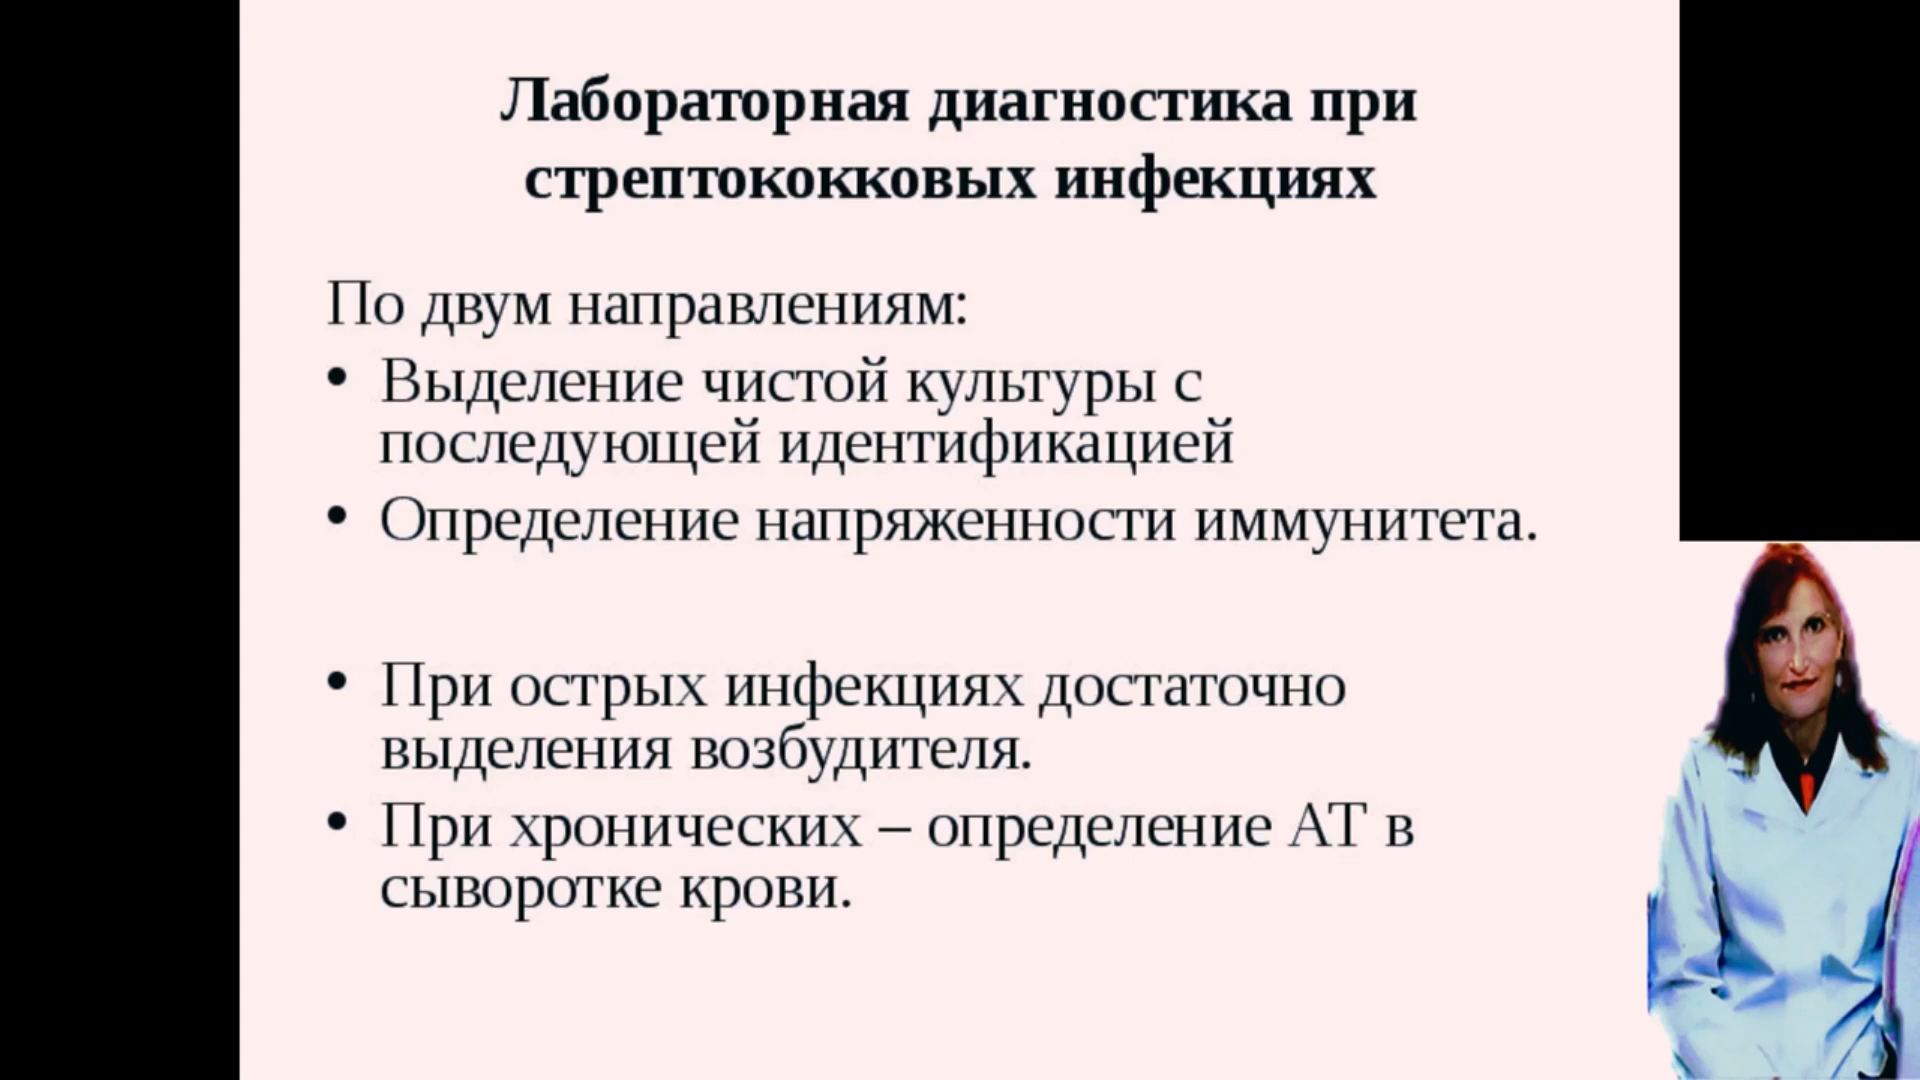 Лабораторная диагностика при
стрептококковых инфекциях
По двум направлениям:
• Выделение чистой культуры с
последующей идентификацией
• Определение напряженности иммунитета.
• При острых инфекциях достаточно
выделения возбудителя.
• При хронических – определение АТ в
сыворотке крови.